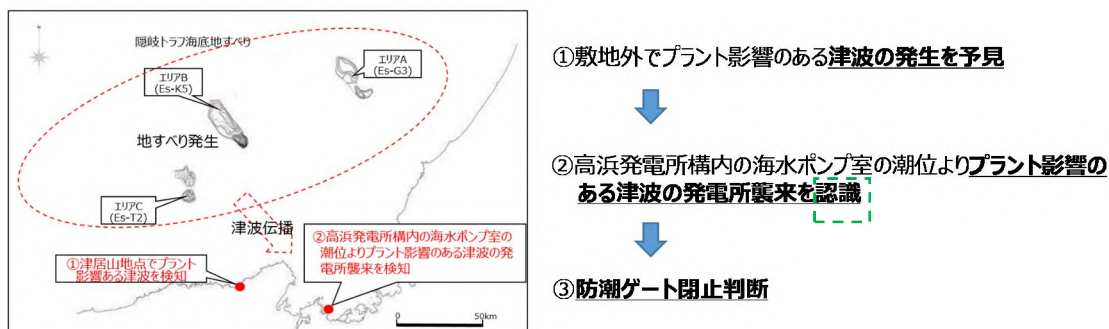 隠岐トラフ海底地すべり
エリアA
(Es-G3)
エリアB
(Es-K5)
地すべり発生
エリアC
(Es-T2)
津波伝播
①津居山地点でプラント
影響ある津波を検知
②高浜発電所構内の海水ポンプ室の
潮位よりプラント影響のある津波の発
電所襲来を検知
0
50km
①敷地外でプラント影響のある津波の発生を予見
②高浜発電所構内の海水ポンプ室の潮位よりプラント影響の
ある津波の発電所襲来を認識
③防潮ゲート閉止判断